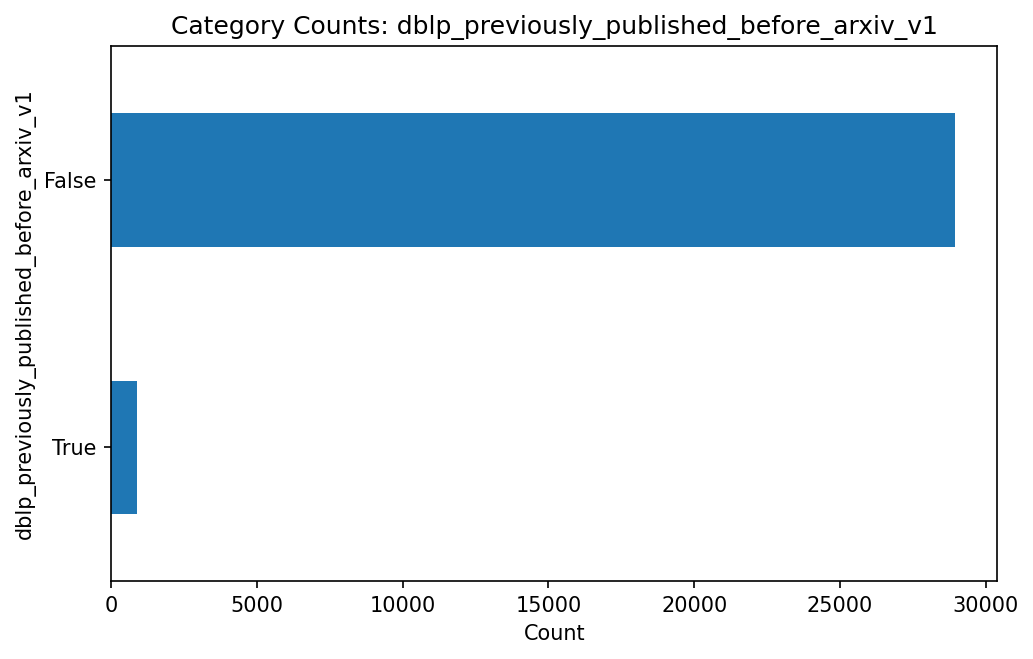 Category Counts: dblp_previously_published_before_arxiv_v1
dblp_previously_published_before_arxiv_v1
False
True
0 5000 10000 15000 20000 25000 30000
Count